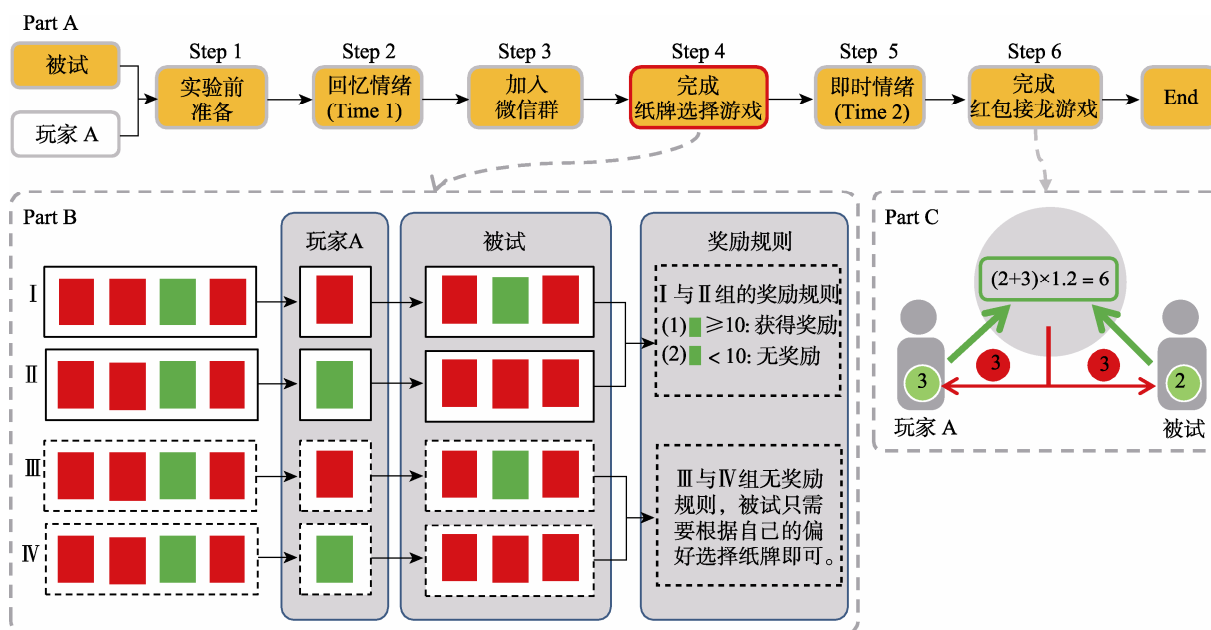 Part A
被试
玩家 A
Step 1
实验前
准备
Step 2
回忆情绪
(Time 1)
Step 3
加入
微信群
Step 4
完成
纸牌选择游戏
Step 5
即时情绪
(Time 2)
Step 6
完成
红包接龙游戏
End
Part B
玩家A
被试
奖励规则
Ⅰ
Ⅱ
Ⅲ
Ⅳ
Ⅰ与Ⅱ组的奖励规则
(1) ≥10: 获得奖励
(2) < 10: 无奖励
Ⅲ与Ⅳ组无奖励
规则，被试只需
要根据自己的偏
好选择纸牌即可。
Part C
(2+3)×1.2 = 6
3
3
3
2
玩家 A
被试